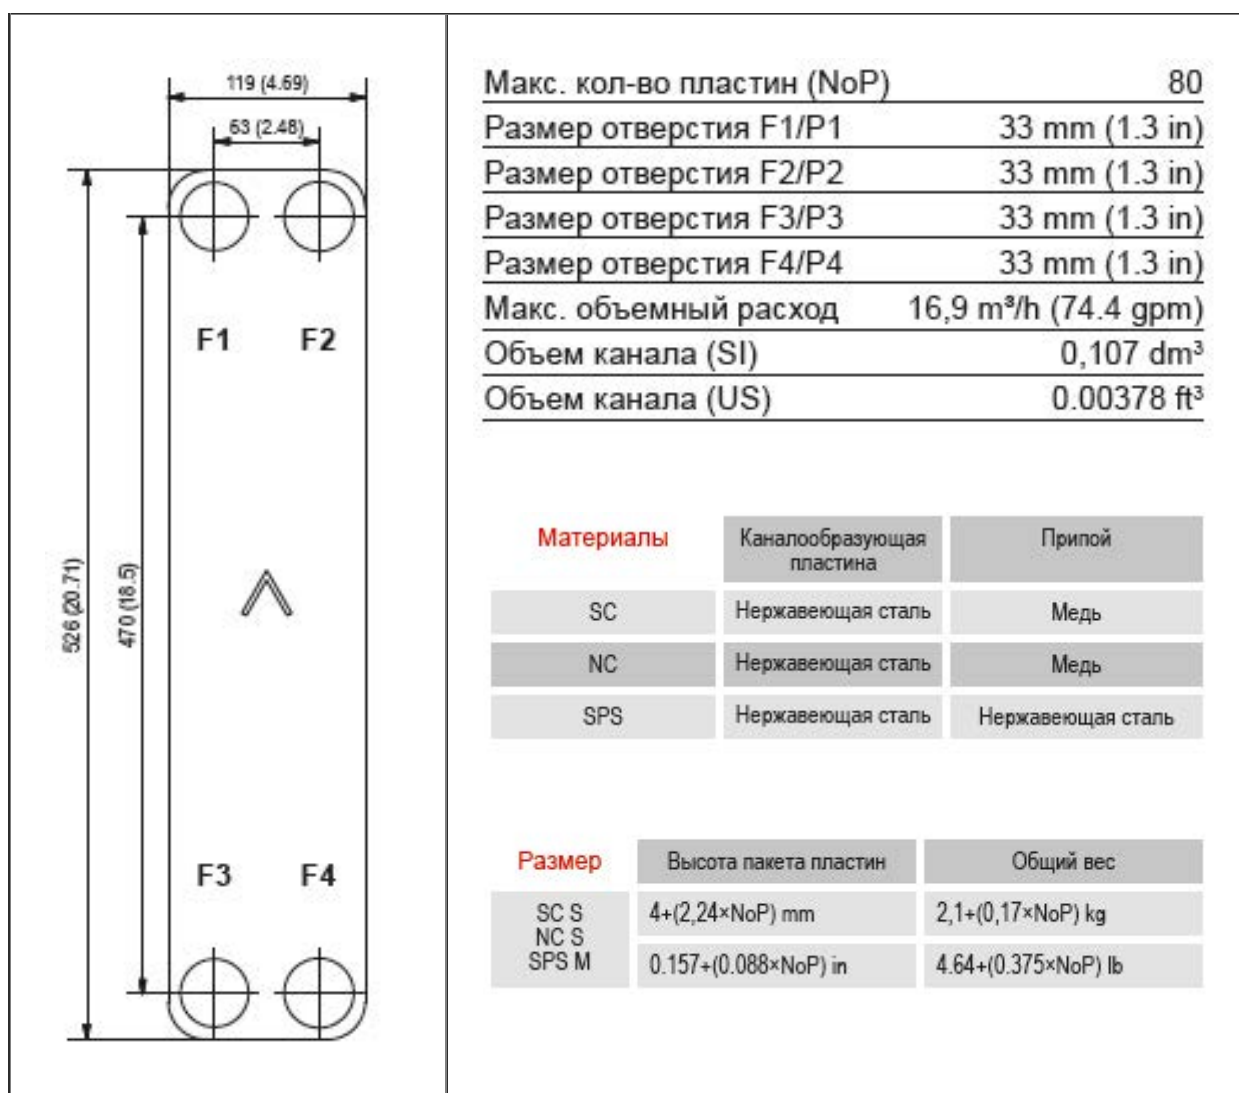 119 (4.69)
63 (2.48)
526 (20.71)
470 (18.5)
F1 F2
F3 F4
Макс. кол-во пластин (NoP) 80
Размер отверстия F1/P1 33 mm (1.3 in)
Размер отверстия F2/P2 33 mm (1.3 in)
Размер отверстия F3/P3 33 mm (1.3 in)
Размер отверстия F4/P4 33 mm (1.3 in)
Макс. объемный расход 16,9 m³/h (74.4 gpm)
Объем канала (SI) 0,107 dm³
Объем канала (US) 0.00378 ft³
Материалы Каналообразующая Припой
пластина
SC Нержавеющая сталь Медь
NC Нержавеющая сталь Медь
SPS Нержавеющая сталь Нержавеющая сталь
Размер Высота пакета пластин Общий вес
SC S 4+(2,24×NoP) mm 2,1+(0,17×NoP) kg
NC S
SPS M 0.157+(0.088×NoP) in 4.64+(0.375×NoP) lb